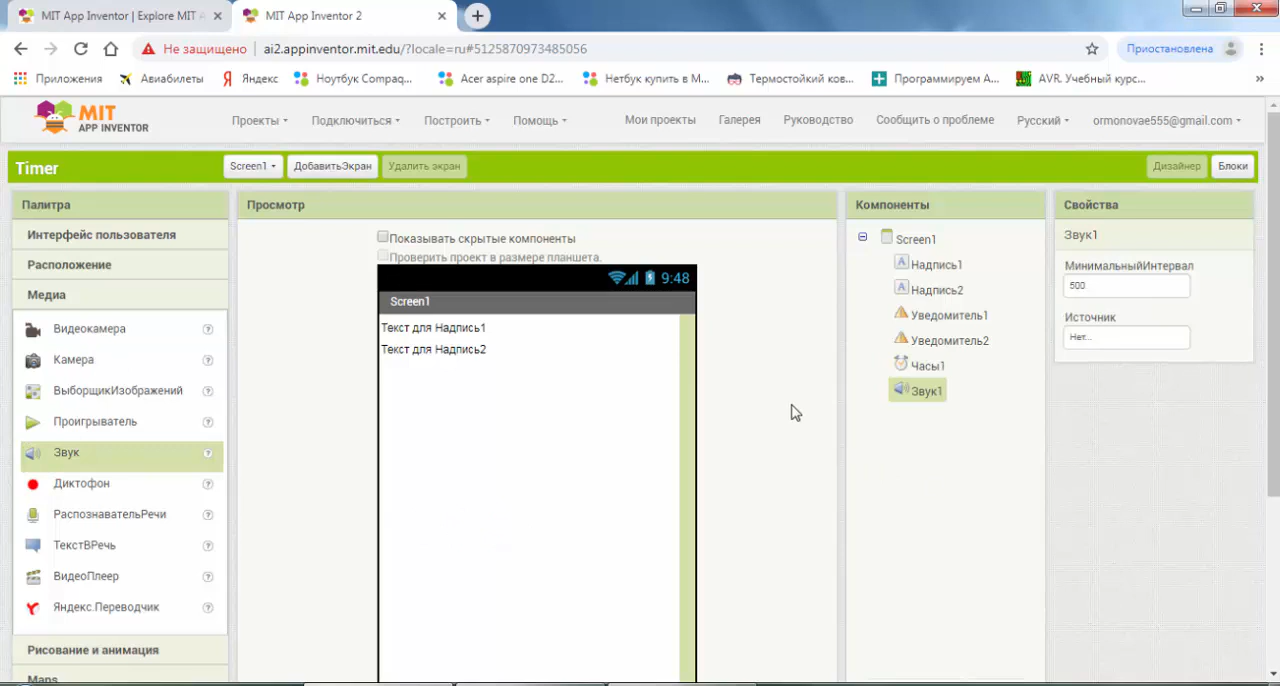 MIT App Inventor | Explore MIT A
MIT App Inventor 2
Не защищено
ai2.appinventor.mit.edu/?locale=ru#5125870973485056
Приостановлена
Приложения
Авиабилеты
Яндекс
Ноутбук Compaq...
Acer aspire one D2...
Нетбук купить в М...
Термостойкий ков...
Программируем A...
AVR. Учебный курс...
»
MIT
APP INVENTOR
Проекты
Подключиться
Построить
Помощь
Мои проекты
Галерея
Руководство
Сообщить о проблеме
Русский
ormonovae555@gmail.com
Timer
Screen1
ДобавитьЭкран
Удалить экран
Дизайнер
Блоки
Палитра
Интерфейс пользователя
Расположение
Медиа
Видеокамера
Камера
ВыборщикИзображений
Проигрыватель
Звук
Диктофон
РаспознавательРечи
ТекстВРечь
ВидеоПлеер
Яндекс.Переводчик
Рисование и анимация
Maps
Просмотр
Показывать скрытые компоненты
Проверить проект в размере планшета.
9:48
Screen1
Текст для Надпись1
Текст для Надпись2
Компоненты
Screen1
Надпись1
Надпись2
Уведомитель1
Уведомитель2
Часы1
Звук1
Свойства
Звук1
МинимальныйИнтервал
500
Источник
Нет...